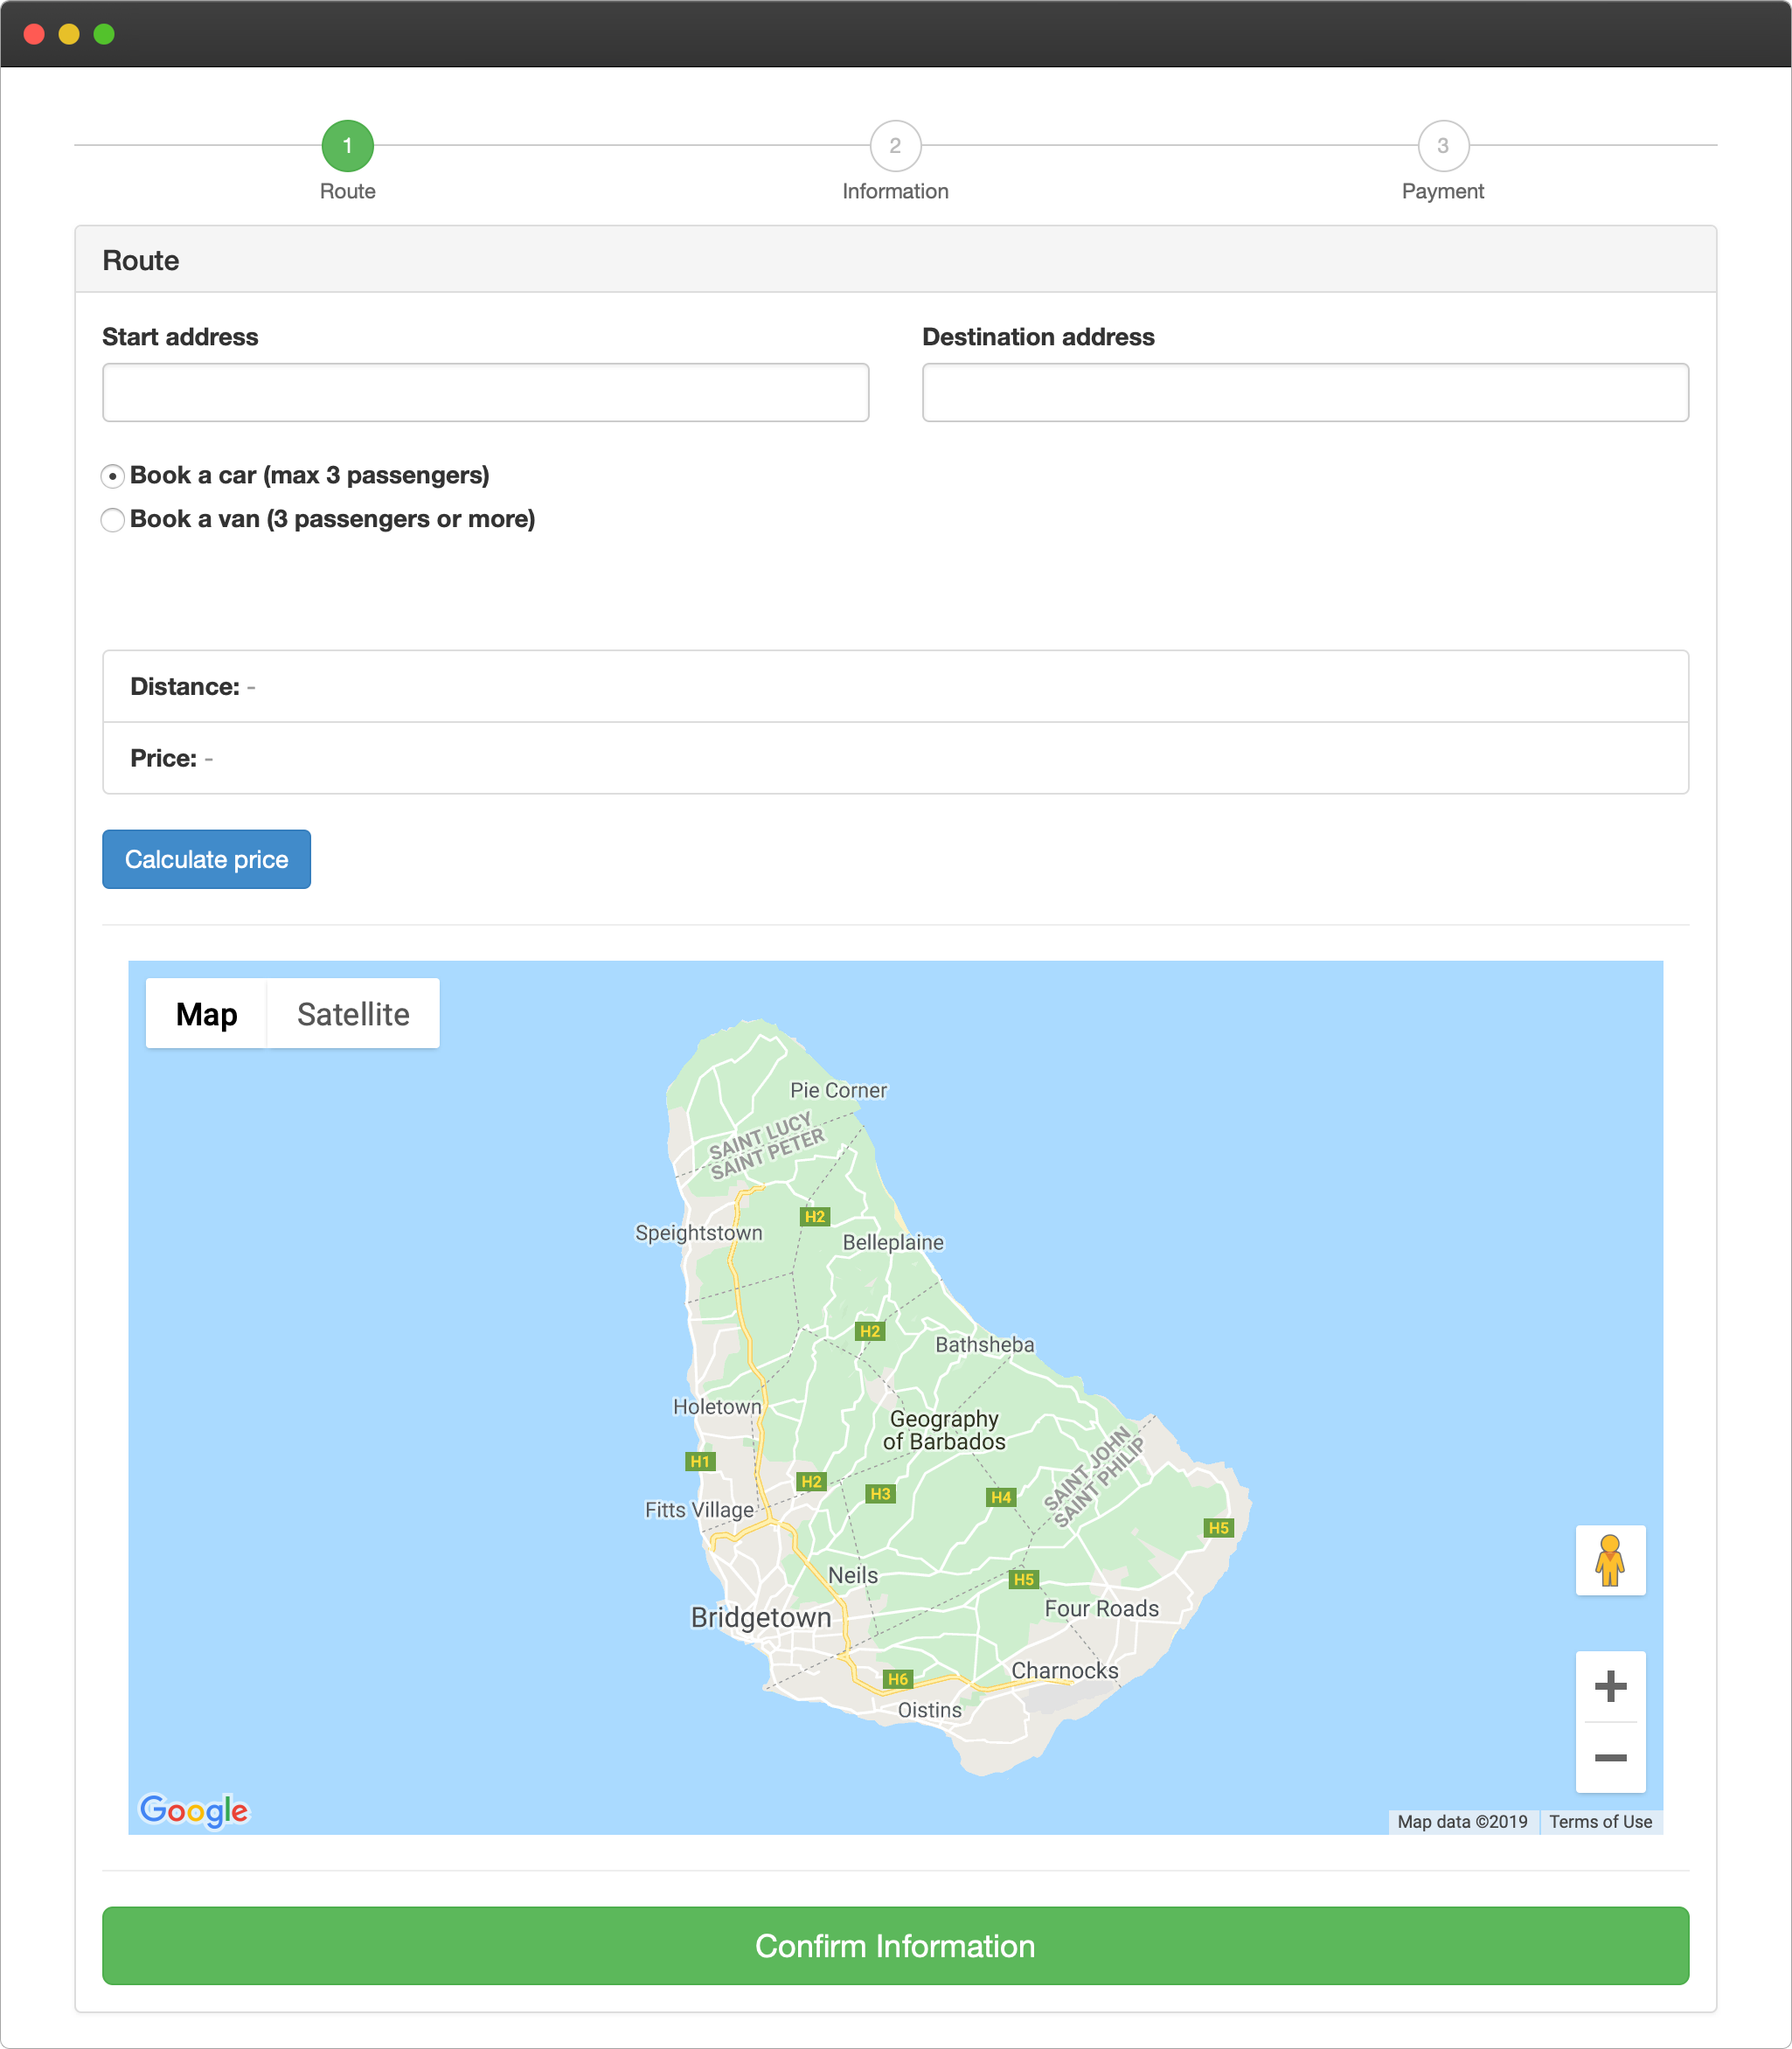 1
2
3
Route
Information
Payment
Route
Start address
Destination address
Book a car (max 3 passengers)
Book a van (3 passengers or more)
Distance: -
Price: -
Calculate price
Map
Satellite
Pie Corner
SAINT LUCY
SAINT PETER
H2
Speightstown
Belleplaine
H2
Bathsheba
Holetown
Geography
of Barbados
SAINT JOHN
SAINT PHILIP
H1
H2
H3
H4
Fitts Village
H5
Neils
H5
Four Roads
Bridgetown
Charnocks
H6
Oistins
Google
Map data ©2019
Terms of Use
Confirm Information